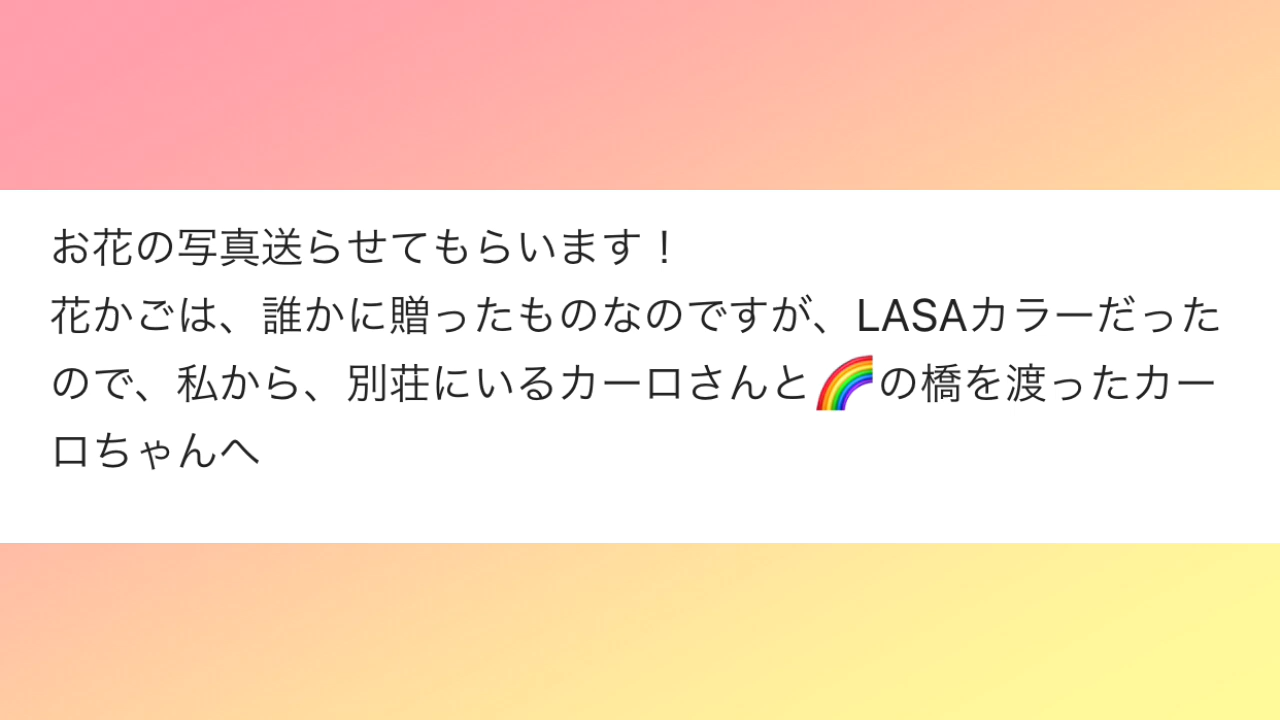 お花の写真送らせてもらいます！
花かごは、誰かに贈ったものなのですが、LASAカラーだった
ので、私から、別荘にいるカーロさんと🌈の橋を渡ったカー
ロちゃんへ